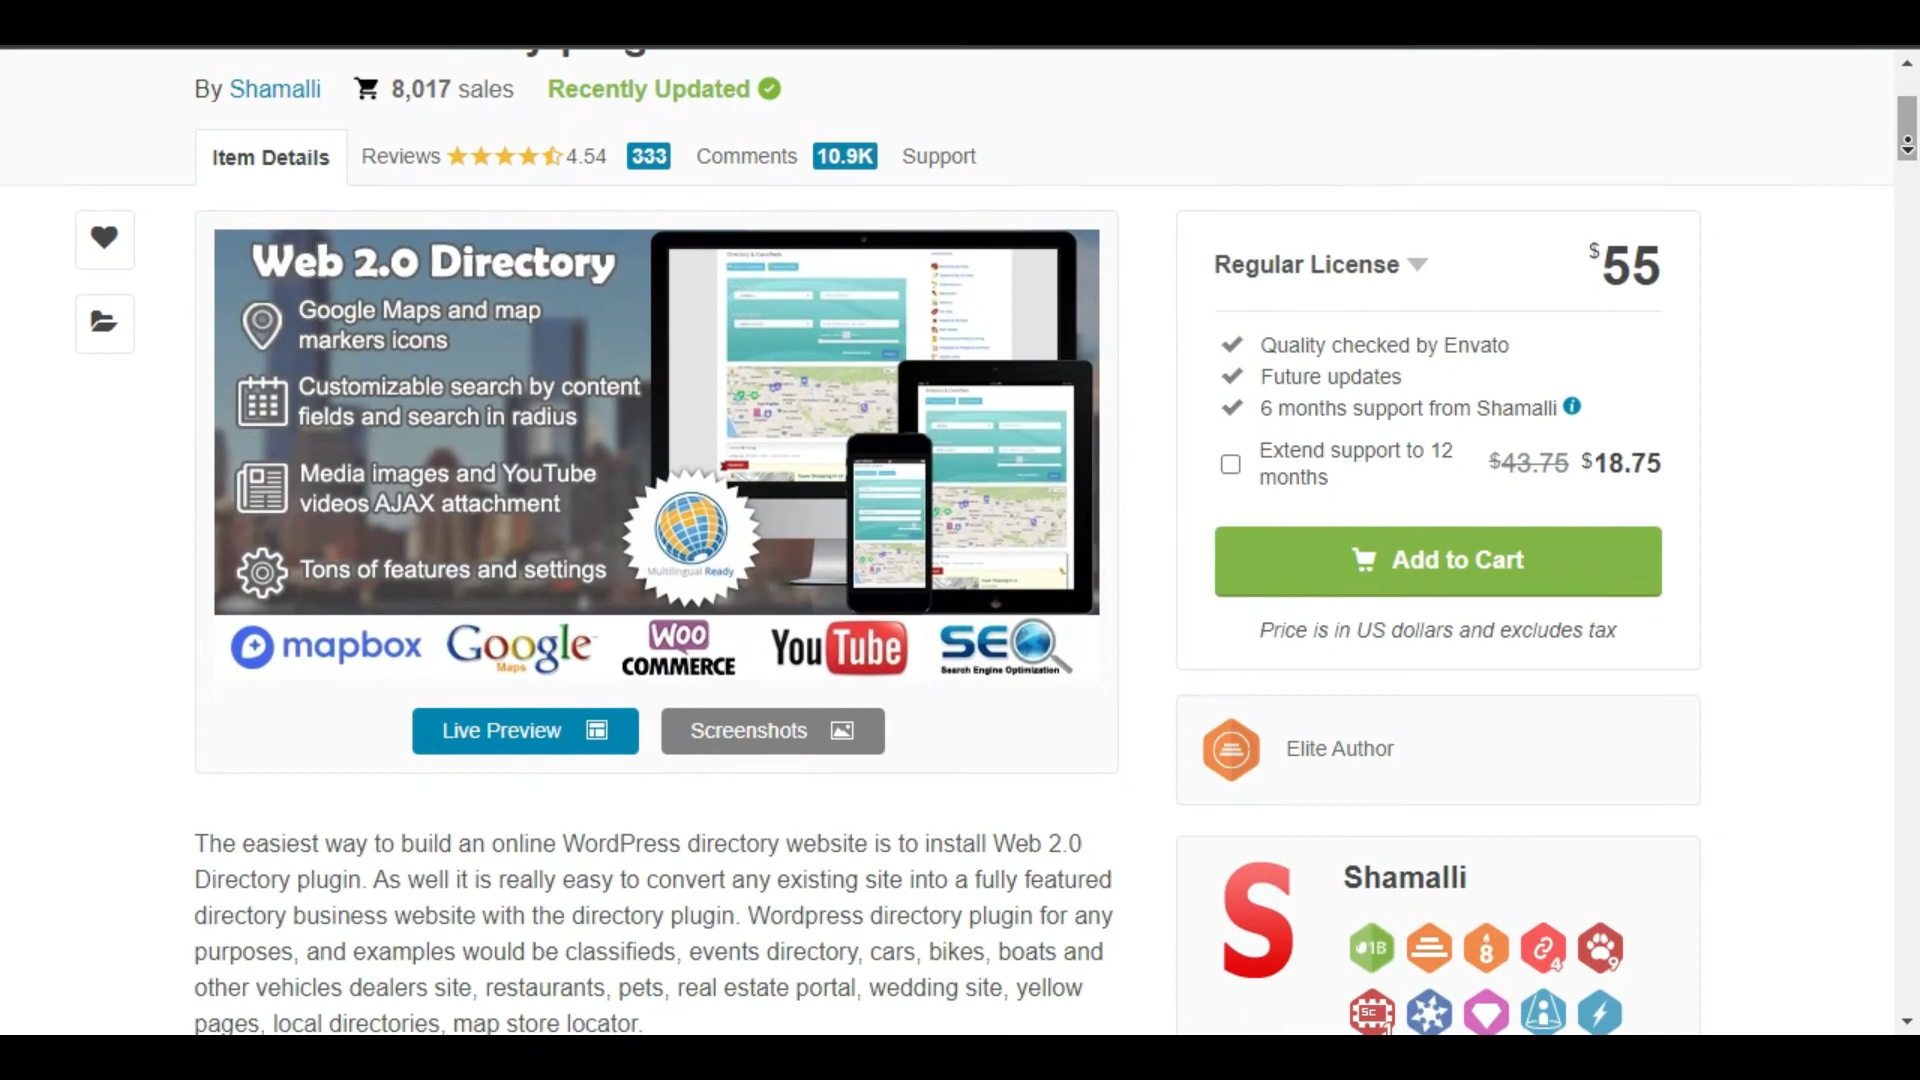 By Shamalli 8,017 sales Recently Updated
Item Details Reviews 4.54 333 Comments 10.9K Support
Web 2.0 Directory
Google Maps and map
markers icons
Customizable search by content
fields and search in radius
Media images and YouTube
videos AJAX attachment
Tons of features and settings
Multilingual Ready
mapbox Google Maps WOO COMMERCE YouTube SEO Search Engine Optimization
Live Preview Screenshots
Regular License $55
Quality checked by Envato
Future updates
6 months support from Shamalli
Extend support to 12
months $43.75 $18.75
Add to Cart
Price is in US dollars and excludes tax
Elite Author
Shamalli
1B 8 4 9
Sc 1
The easiest way to build an online WordPress directory website is to install Web 2.0
Directory plugin. As well it is really easy to convert any existing site into a fully featured
directory business website with the directory plugin. Wordpress directory plugin for any
purposes, and examples would be classifieds, events directory, cars, bikes, boats and
other vehicles dealers site, restaurants, pets, real estate portal, wedding site, yellow
pages, local directories, map store locator.